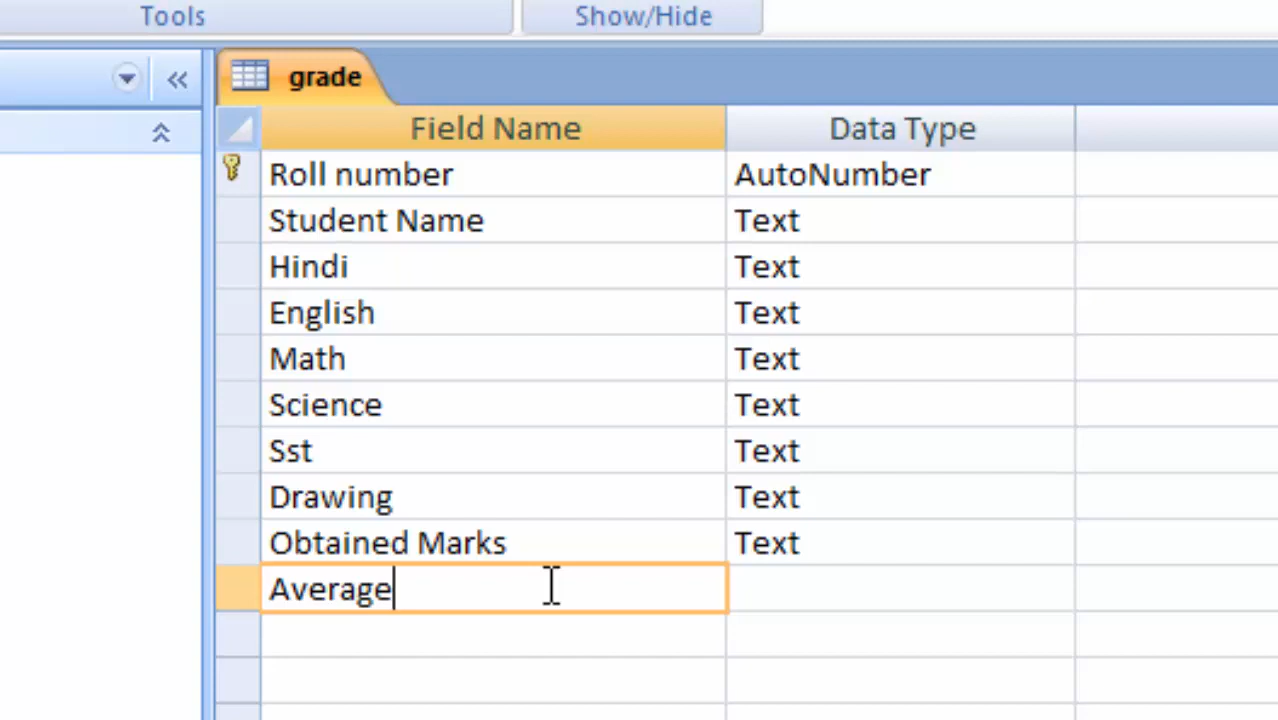 Tools Show/Hide
grade
Field Name Data Type
Roll number AutoNumber
Student Name Text
Hindi Text
English Text
Math Text
Science Text
Sst Text
Drawing Text
Obtained Marks Text
Average